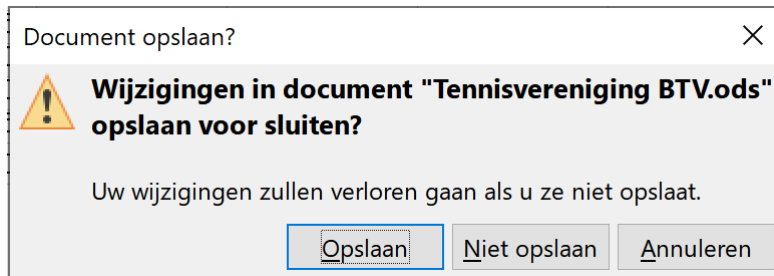 Document opslaan?
Wijzigingen in document "Tennisvereniging BTV.ods"
opslaan voor sluiten?
Uw wijzigingen zullen verloren gaan als u ze niet opslaat.
Opslaan Niet opslaan Annuleren